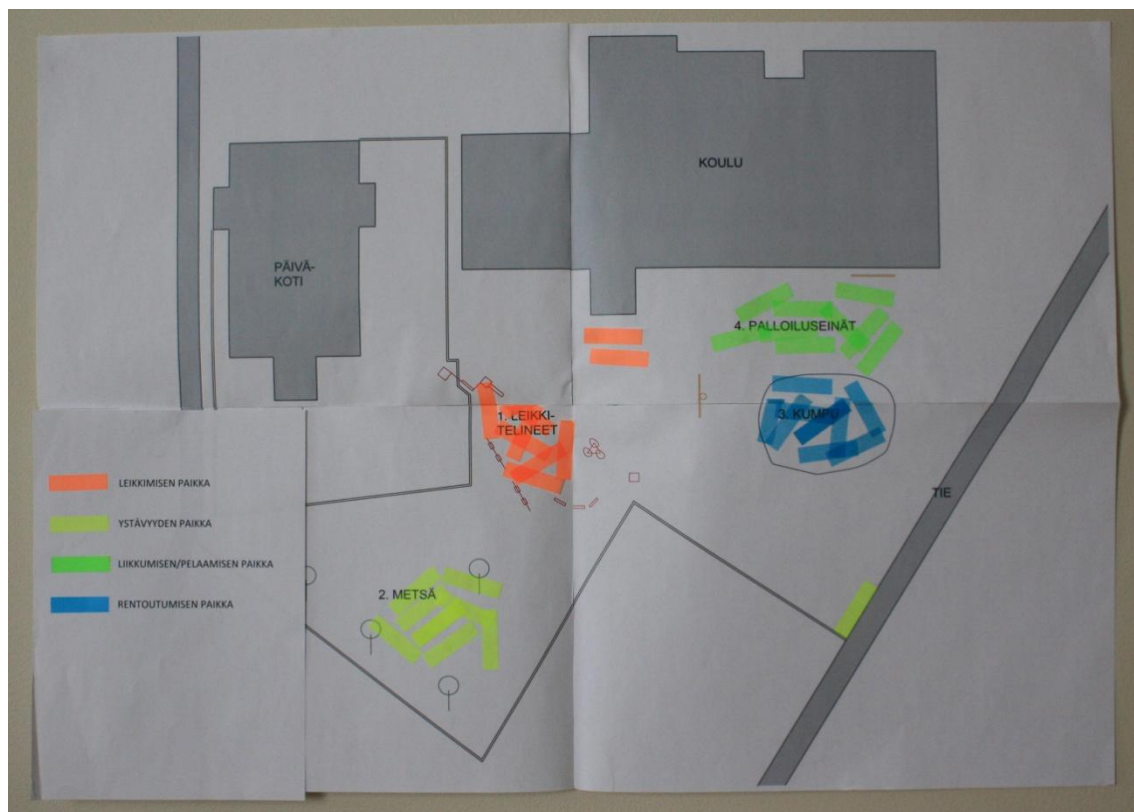 KOULU
PÄIVÄ-
KOTI
4. PALLOILUSEINÄT
1. LEIKKI-
TELINEET
3. KUMPU
TIE
LEIKKIMISEN PAIKKA
YSTÄVYYDEN PAIKKA
LIIKKUMISEN/PELAAMISEN PAIKKA
RENTOUTUMISEN PAIKKA
2. METSÄ